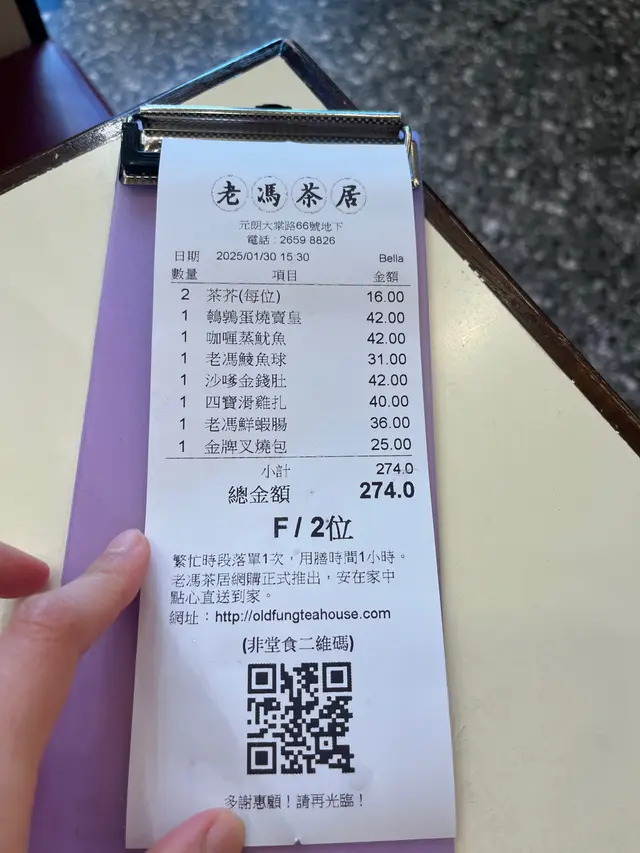 老馮茶居
元朗大棠路66號地下
電話：2659 8826
日期 2025/01/30 15:30 Bella
數量 項目 金額
2 茶芥(每位) 16.00
1 鵪鶉蛋燒賣皇 42.00
1 咖喱蒸魷魚 42.00
1 老馮鯪魚球 31.00
1 沙嗲金錢肚 42.00
1 四寶滑雞扎 40.00
1 老馮鮮蝦腸 36.00
1 金牌叉燒包 25.00
小計 274.0
總金額 274.0
F / 2位
繁忙時段落單1次，用膳時間1小時。
老馮茶居網購正式推出，安在家中
點心直送到家。
網址：http://oldfungteahouse.com
(非堂食二維碼)
多謝惠顧！請再光臨！